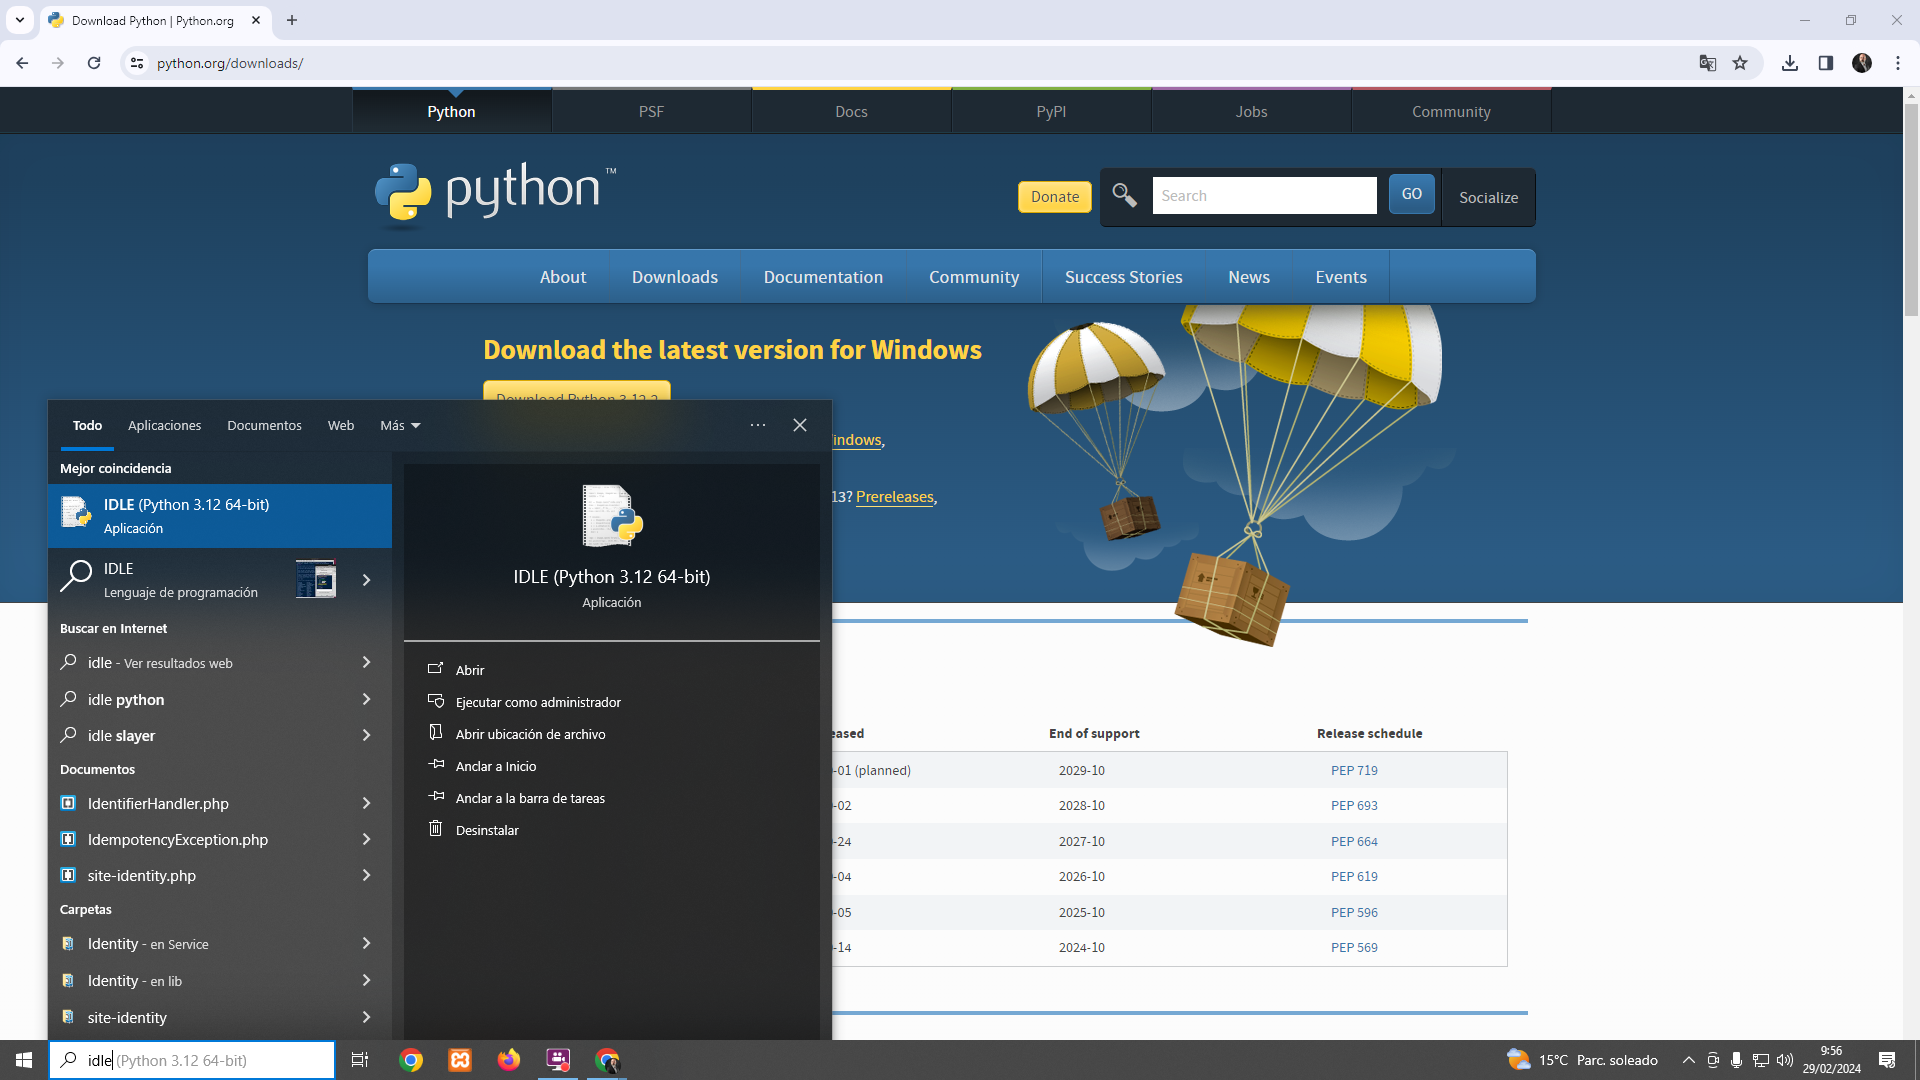 Download Python | Python.org
python.org/downloads/
Python
PSF
Docs
PyPI
Jobs
Community
python™
Donate
Search
GO
Socialize
About
Downloads
Documentation
Community
Success Stories
News
Events
Download the latest version for Windows
Download Python 3.12.2
indows,
13? Prereleases,
Todo
Aplicaciones
Documentos
Web
Más
Mejor coincidencia
IDLE (Python 3.12 64-bit)
Aplicación
IDLE
Lenguaje de programación
Buscar en Internet
idle - Ver resultados web
idle python
idle slayer
Documentos
IdentifierHandler.php
IdempotencyException.php
site-identity.php
Carpetas
Identity - en Service
Identity - en lib
site-identity
IDLE (Python 3.12 64-bit)
Aplicación
Abrir
Ejecutar como administrador
Abrir ubicación de archivo
Anclar a Inicio
Anclar a la barra de tareas
Desinstalar
eased End of support Release schedule
-01 (planned) 2029-10 PEP 719
-02 2028-10 PEP 693
-24 2027-10 PEP 664
-04 2026-10 PEP 619
-05 2025-10 PEP 596
-14 2024-10 PEP 569
idle (Python 3.12 64-bit)
15°C Parc. soleado
9:56
29/02/2024